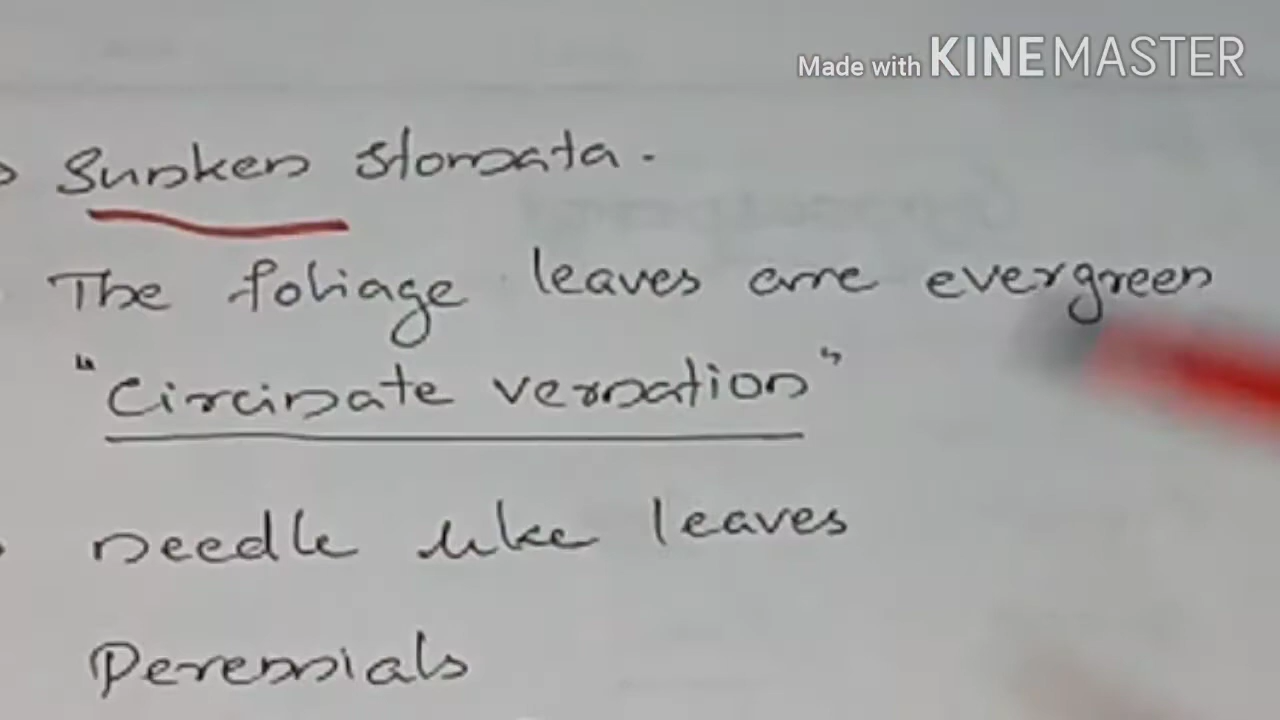 Made with KINEMASTER
Sunken stomata.
The foliage leaves are evergreen
"Circinate vernation"
needle like leaves
Perennials